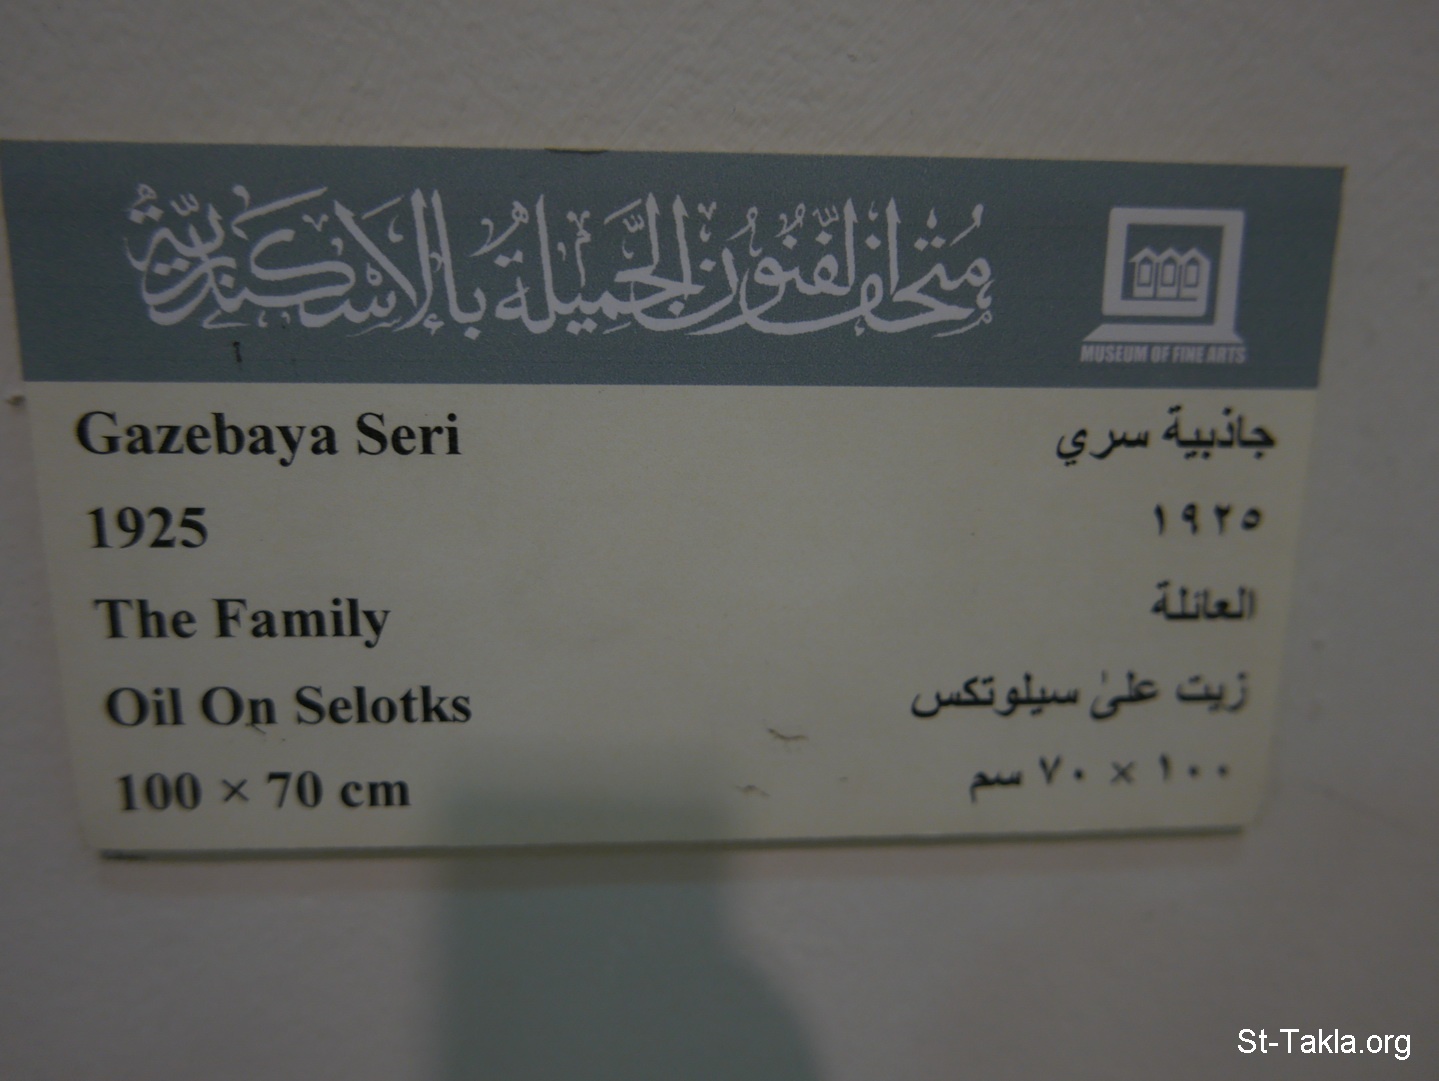 متحف الفنون الجميلة بالاسكندرية
MUSEUM OF FINE ARTS
Gazebaya Seri
جاذبية سري
1925
١٩٢٥
The Family
العائلة
Oil On Selotks
زيت على سيلوتكس
100 × 70 cm
١٠٠ × ٧٠ سم
St-Takla.org